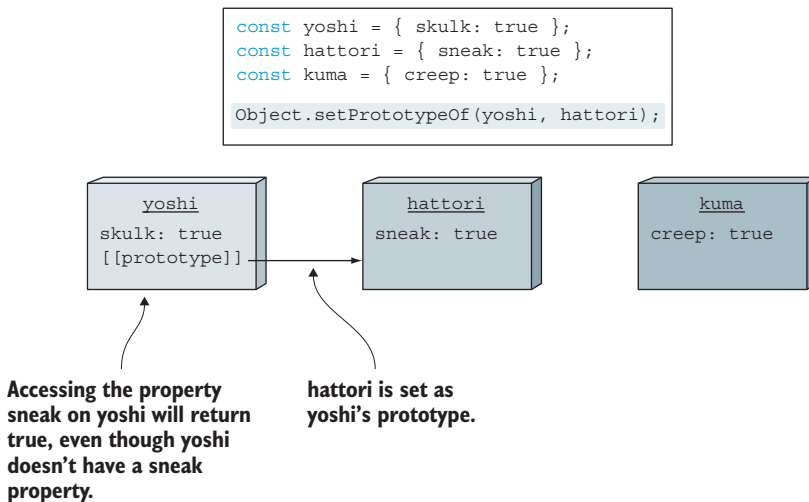 const yoshi = { skulk: true };
const hattori = { sneak: true };
const kuma = { creep: true };
Object.setPrototypeOf(yoshi, hattori);
yoshi
skulk: true
[[prototype]]
hattori
sneak: true
kuma
creep: true
Accessing the property
sneak on yoshi will return
true, even though yoshi
doesn't have a sneak
property.
hattori is set as
yoshi's prototype.